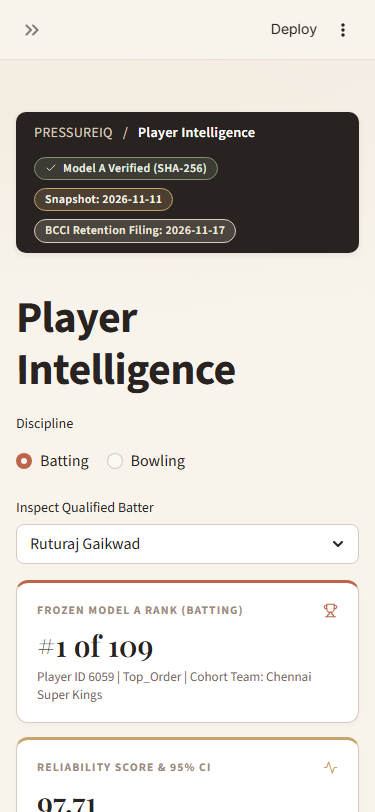 Deploy
PRESSUREIQ / Player Intelligence
Model A Verified (SHA-256)
Snapshot: 2026-11-11
BCCI Retention Filing: 2026-11-17
Player
Intelligence
Discipline
Batting Bowling
Inspect Qualified Batter
Ruturaj Gaikwad
FROZEN MODEL A RANK (BATTING)
#1 of 109
Player ID 6059 | Top_Order | Cohort Team: Chennai
Super Kings
RELIABILITY SCORE & 95% CI
97.71